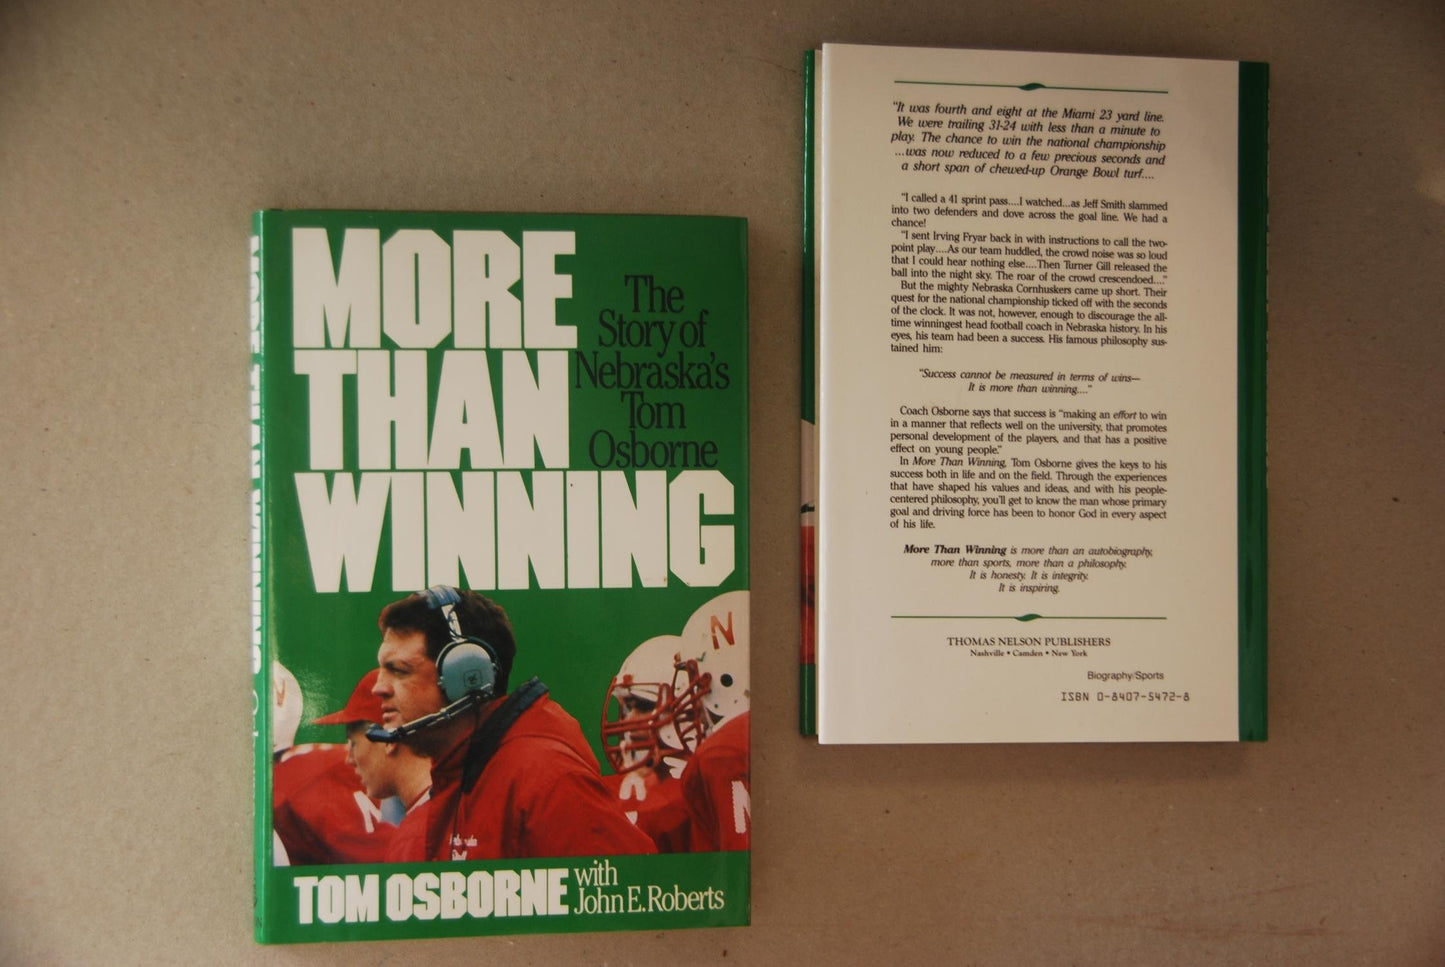 MORE
THAN
WINNING
The
Story of
Nebraska's
Tom
Osborne
N
N
TOM OSBORNE with
John E. Roberts
"It was fourth and eight at the Miami 23 yard line.
We were trailing 31-24 with less than a minute to
play. The chance to win the national championship
...was now reduced to a few precious seconds and
a short span of chewed-up Orange Bowl turf....
"I called a 41 sprint pass....I watched...as Jeff Smith slammed
into two defenders and dove across the goal line. We had a
chance!
"I sent Irving Fryar back in with instructions to call the two-
point play....As our team huddled, the crowd noise was so loud
that I could hear nothing else....Then Turner Gill released the
ball into the night sky. The roar of the crowd crescendoed...."
But the mighty Nebraska Cornhuskers came up short. Their
quest for the national championship ticked off with the seconds
of the clock. It was not, however, enough to discourage the all-
time winningest head football coach in Nebraska history. In his
eyes, his team had been a success. His famous philosophy sus-
tained him:
"Success cannot be measured in terms of wins—
It is more than winning...."
Coach Osborne says that success is "making an effort to win
in a manner that reflects well on the university, that promotes
personal development of the players, and that has a positive
effect on young people."
In More Than Winning, Tom Osborne gives the keys to his
success both in life and on the field. Through the experiences
that have shaped his values and ideas, and with his people-
centered philosophy, you'll get to know the man whose primary
goal and driving force has been to honor God in every aspect
of his life.
More Than Winning is more than an autobiography,
more than sports, more than a philosophy.
It is honesty. It is integrity.
It is inspiring.
THOMAS NELSON PUBLISHERS
Nashville • Camden • New York
Biography/Sports
ISBN 0-8407-5472-8